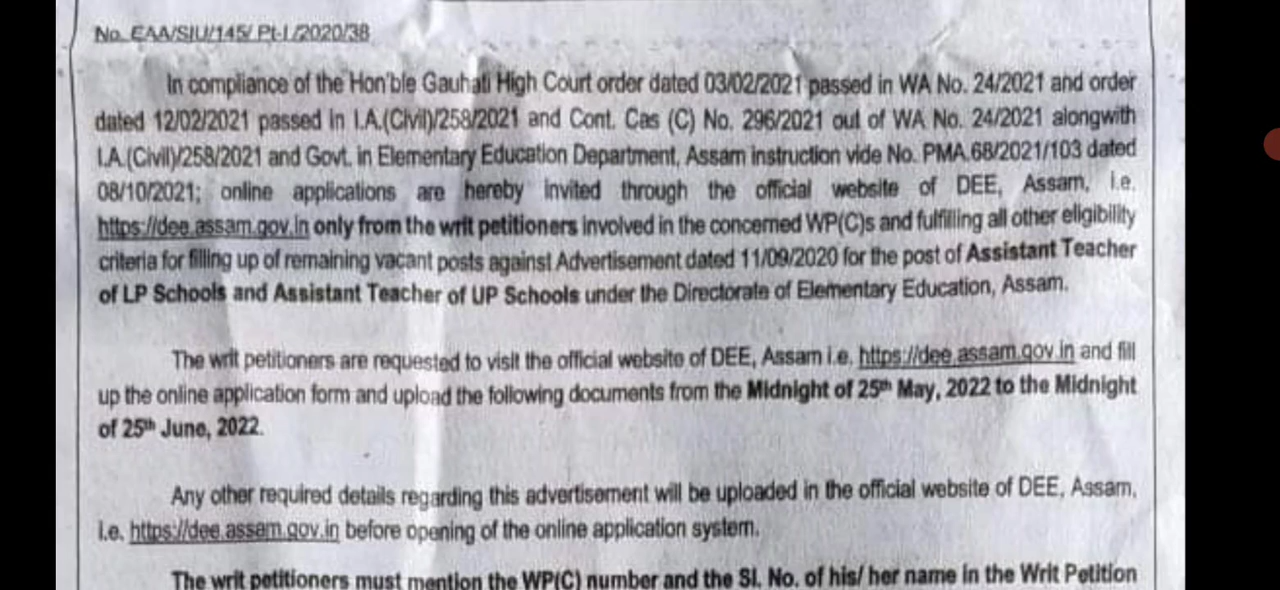 No. EAA/SIU/145/ Pt-I/2020/38
In compliance of the Hon'ble Gauhati High Court order dated 03/02/2021 passed in WA No. 24/2021 and order
dated 12/02/2021 passed in I.A.(Civil)/258/2021 and Cont. Cas (C) No. 296/2021 out of WA No. 24/2021 alongwith
I.A.(Civil)/258/2021 and Govt. in Elementary Education Department, Assam instruction vide No. PMA.68/2021/103 dated
08/10/2021; online applications are hereby invited through the official website of DEE, Assam, i.e.
https://dee.assam.gov.in only from the writ petitioners involved in the concerned WP(C)s and fulfilling all other eligibility
criteria for filling up of remaining vacant posts against Advertisement dated 11/09/2020 for the post of Assistant Teacher
of LP Schools and Assistant Teacher of UP Schools under the Directorate of Elementary Education, Assam.
The writ petitioners are requested to visit the official website of DEE, Assam i.e. https://dee.assam.gov.in and fill
up the online application form and upload the following documents from the Midnight of 25th May, 2022 to the Midnight
of 25th June, 2022.
Any other required details regarding this advertisement will be uploaded in the official website of DEE, Assam,
i.e. https://dee.assam.gov.in before opening of the online application system.
The writ petitioners must mention the WP(C) number and the Sl. No. of his/ her name in the Writ Petition